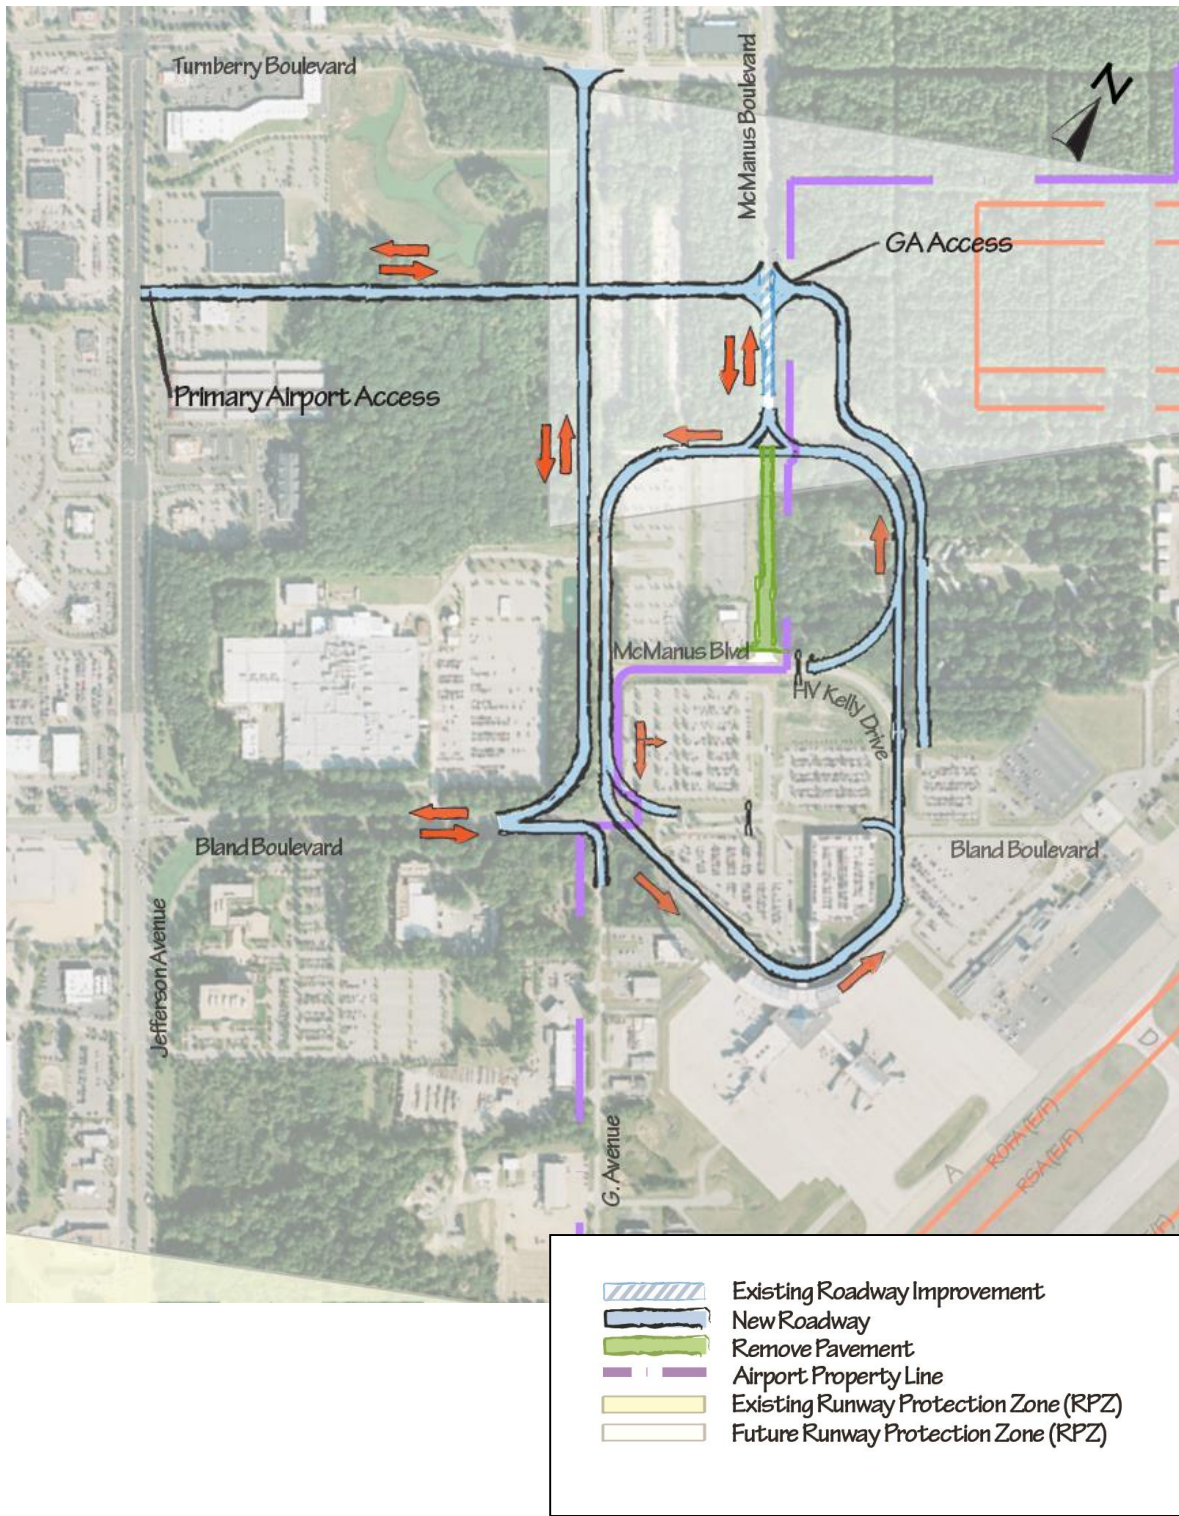 Turnberry Boulevard
McManus Boulevard
N
GA Access
Primary Airport Access
McManus Blvd
HV Kelly Drive
Bland Boulevard
Bland Boulevard
Jefferson Avenue
G. Avenue
D
A
ROFA (E/F)
RSA (E/F)
Existing Roadway Improvement
New Roadway
Remove Pavement
Airport Property Line
Existing Runway Protection Zone (RPZ)
Future Runway Protection Zone (RPZ)